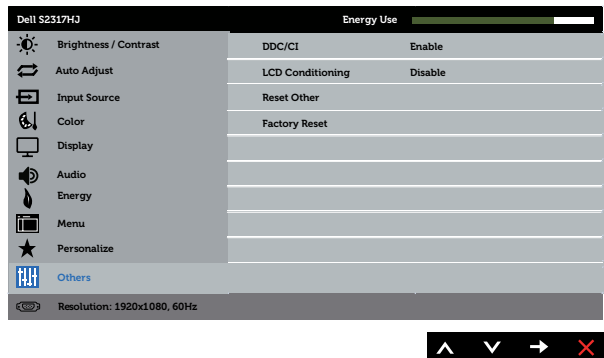 Dell S2317HJ Energy Use
Brightness / Contrast DDC/CI Enable
Auto Adjust LCD Conditioning Disable
Input Source Reset Other
Color Factory Reset
Display
Audio
Energy
Menu
Personalize
Others
Resolution: 1920x1080, 60Hz